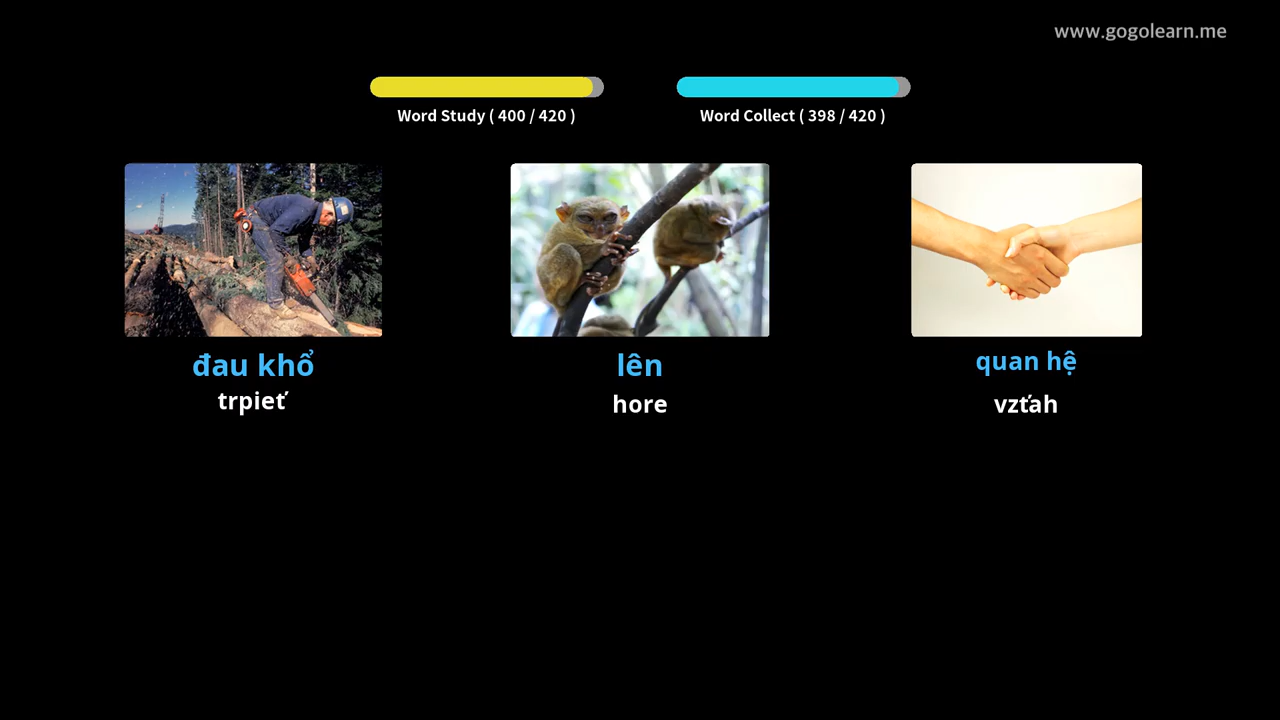 www.gogolearn.me
Word Study ( 400 / 420 )
Word Collect ( 398 / 420 )
đau khổ
trpieť
lên
hore
quan hệ
vzťah